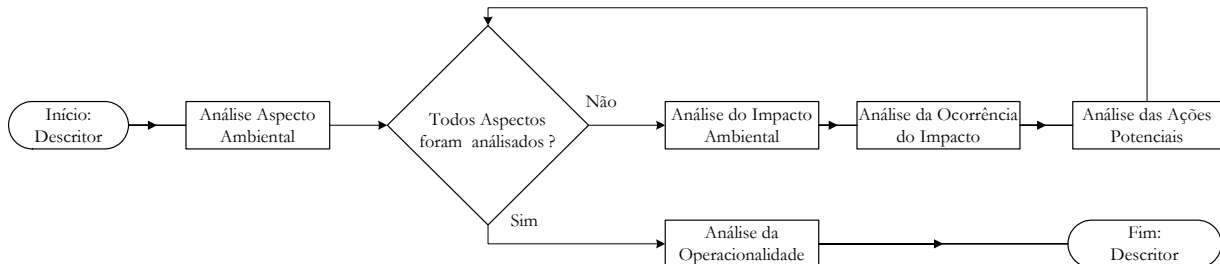 Início:
Descritor
Análise Aspecto
Ambiental
Todos Aspectos
foram análisados ?
Não
Análise do Impacto
Ambiental
Análise da Ocorrência
do Impacto
Análise das Ações
Potenciais
Sim
Análise da
Operacionalidade
Fim:
Descritor